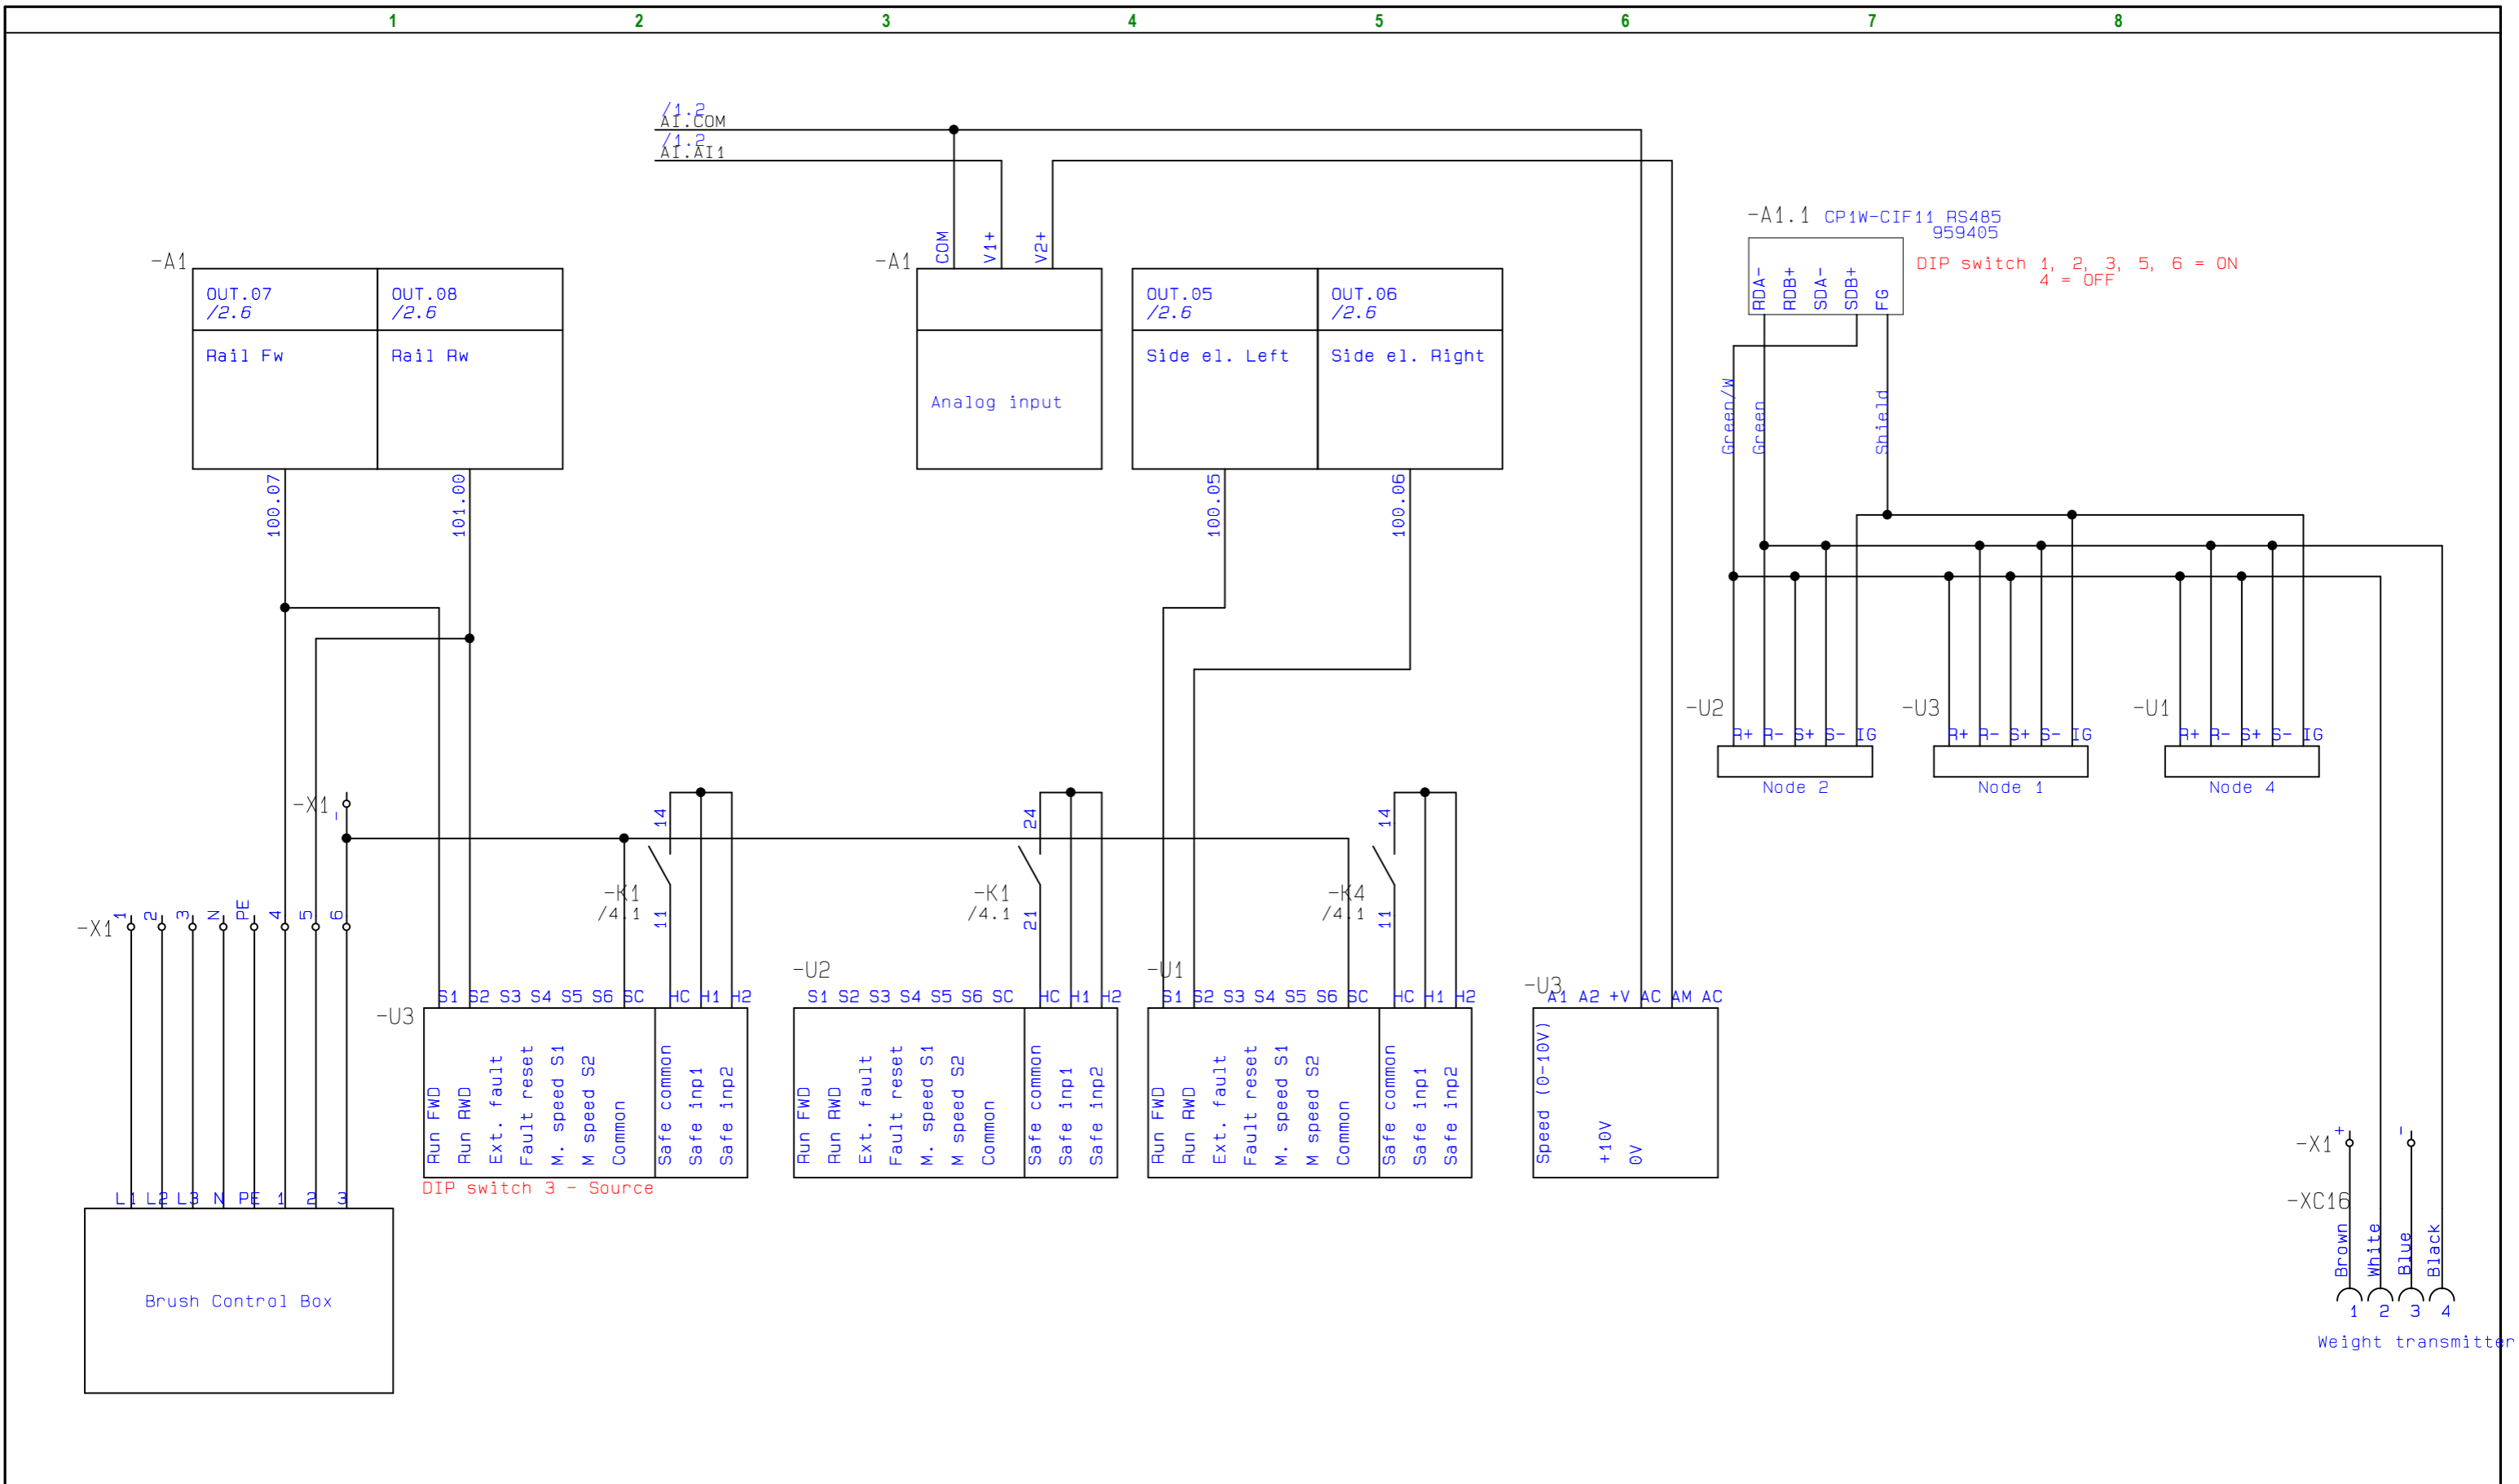 1 2 3 4 5 6 7 8
/1.2
AI.COM
/1.2
AI.AI1
-A1
OUT.07
/2.6
Rail Fw
OUT.08
/2.6
Rail Rw
100.07
101.00
-A1
COM
V1+
V2+
Analog input
OUT.05
/2.6
Side el. Left
OUT.06
/2.6
Side el. Right
100.05
100.06
-A1.1 CP1W-CIF11 RS485
959405
DIP switch 1, 2, 3, 5, 6 = ON
4 = OFF
RDA-
RDB+
SDA-
SDB+
FG
Green/W
Green
Shield
-U2
R+ R- S+ S- IG
Node 2
-U3
R+ R- S+ S- IG
Node 1
-U1
R+ R- S+ S- IG
Node 4
-X1
-
-X1
1
2
3
N
PE
4
5
6
L1 L2 L3 N PE 1 2 3
Brush Control Box
14
-K1
/4.1
11
-U3
S1 S2 S3 S4 S5 S6 SC HC H1 H2
Run FWD
Run RWD
Ext. fault
Fault reset
M. speed S1
M speed S2
Common
Safe common
Safe inp1
Safe inp2
DIP switch 3 - Source
24
-K1
/4.1
21
-U2
S1 S2 S3 S4 S5 S6 SC HC H1 H2
Run FWD
Run RWD
Ext. fault
Fault reset
M. speed S1
M speed S2
Common
Safe common
Safe inp1
Safe inp2
14
-K4
/4.1
11
-U1
S1 S2 S3 S4 S5 S6 SC HC H1 H2
Run FWD
Run RWD
Ext. fault
Fault reset
M. speed S1
M speed S2
Common
Safe common
Safe inp1
Safe inp2
-U3
A1 A2 +V AC AM AC
Speed (0-10V)
+10V
0V
-X1
+
-
-XC16
Brown
White
Blue
Black
1 2 3 4
Weight transmitter